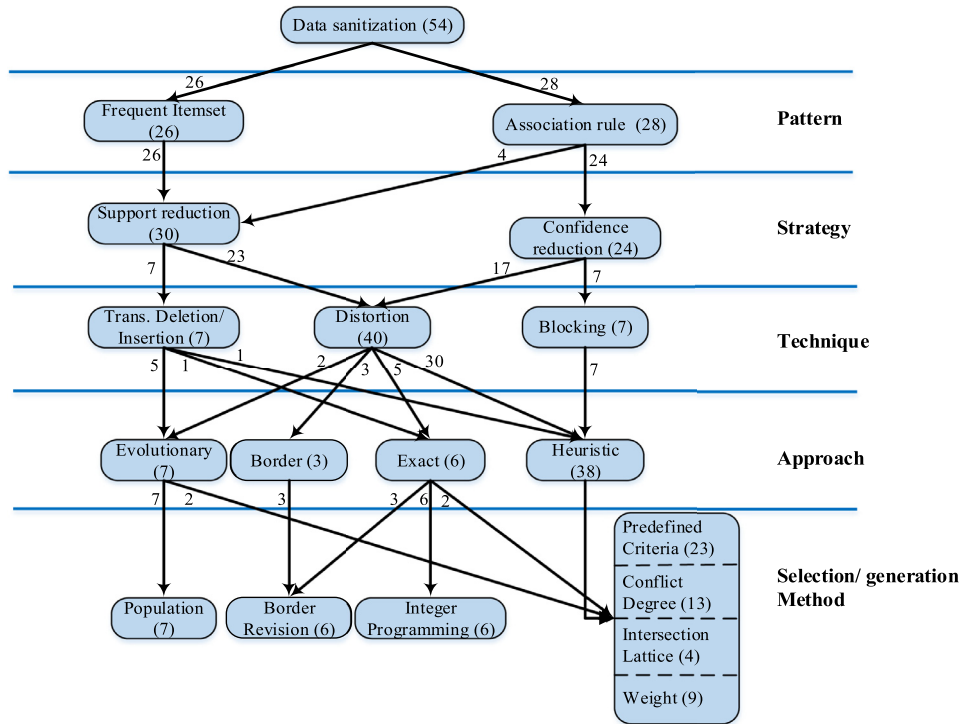 Data sanitization (54)
26
28
Frequent Itemset
(26)
Association rule (28)
Pattern
26
4
24
Support reduction
(30)
Confidence
reduction (24)
Strategy
7
23
17
7
Trans. Deletion/
Insertion (7)
Distortion
(40)
Blocking (7)
Technique
5
1
1
2
3
5
30
7
Evolutionary
(7)
Border (3)
Exact (6)
Heuristic
(38)
Approach
7
2
3
3
6
2
Predefined
Criteria (23)
Conflict
Degree (13)
Intersection
Lattice (4)
Weight (9)
Selection/ generation
Method
Population
(7)
Border
Revision (6)
Integer
Programming (6)